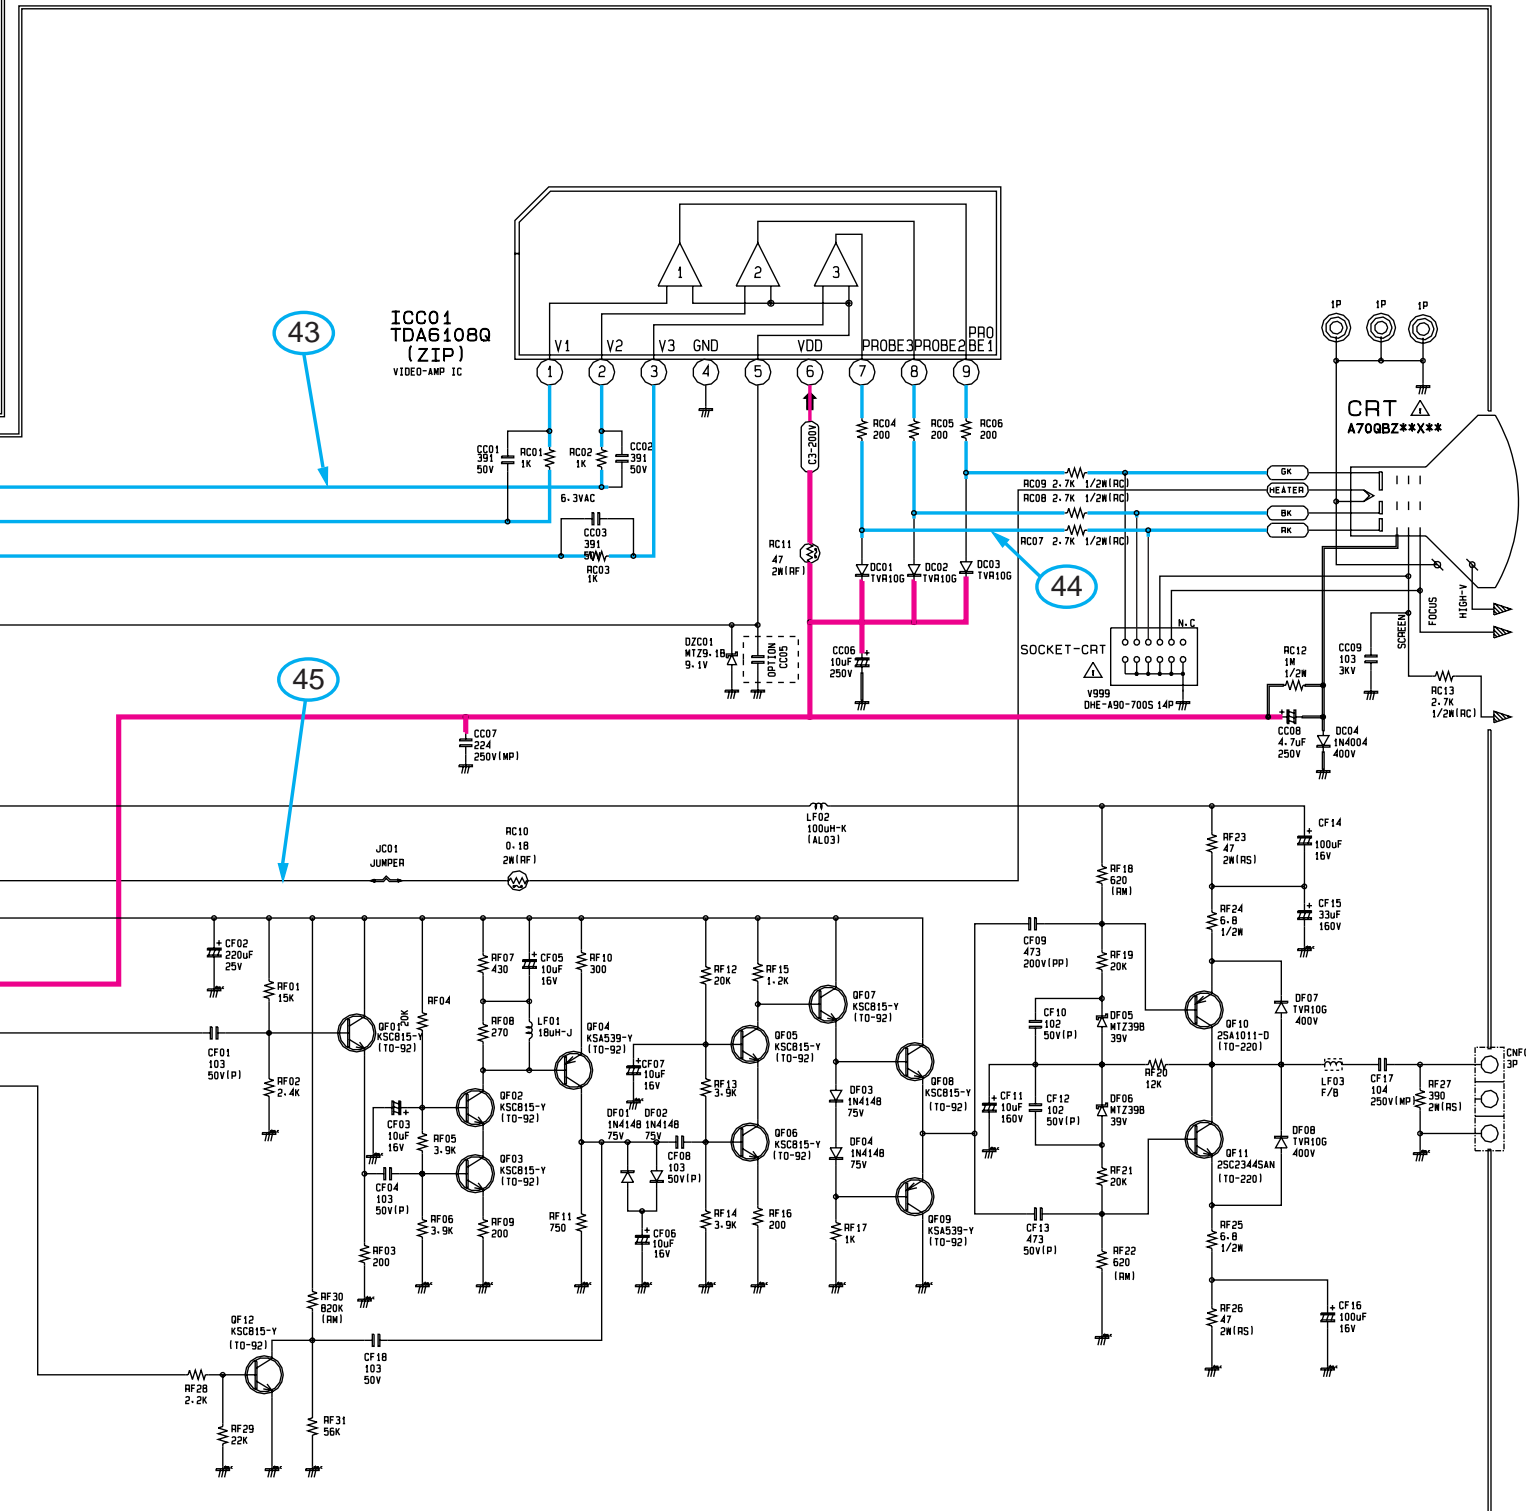 43
ICC01
TDA6108Q
(ZIP)
VIDEO-AMP IC
1
2
3
V1
V2
V3
GND
VDD
PROBE3
PROBE2
PRO
BE1
1
2
3
4
5
6
7
8
9
1P
1P
1P
CRT
A70QBZ**X**
CC01
391
50V
RC01
1K
RC02
1K
CC02
391
50V
6.3VAC
CC03
391
50V
RC03
1K
C3-200V
RC04
200
RC05
200
RC06
200
RC09 2.7K 1/2W(RC)
RC08 2.7K 1/2W(RC)
RC07 2.7K 1/2W(RC)
GK
HEATER
BK
RK
RC11
47
2W(RF)
DC01
TVR10G
DC02
TVR10G
DC03
TVR10G
44
DZC01
MTZ9.1B
9.1V
OPTION
CC05
CC06
10uF
250V
SOCKET-CRT
N.C
V999
DHE-A90-700S 14P
RC12
1M
1/2W
CC09
103
3KV
SCREEN
FOCUS
HIGH-V
RC13
2.7K
1/2W(RC)
CC08
4.7uF
250V
DC04
1N4004
400V
45
CC07
224
250V(MP)
LF02
100uH-K
(AL03)
JC01
JUMPER
RC10
0.18
2W(RF)
RF18
620
(RM)
RF23
47
2W(RS)
CF14
100uF
16V
RF24
6.8
1/2W
CF15
33uF
160V
CF02
220uF
25V
RF01
15K
RF04
20K
RF07
430
CF05
10uF
16V
RF10
300
RF12
20K
RF15
1.2K
QF07
KSC815-Y
(TO-92)
CF09
473
200V(PP)
RF19
20K
CF01
103
50V(P)
RF02
2.4K
QF01
KSC815-Y
(TO-92)
RF08
270
LF01
18uH-J
QF04
KSA539-Y
(TO-92)
CF07
10uF
16V
QF05
KSC815-Y
(TO-92)
RF13
3.9K
CF10
102
50V(P)
DF05
MTZ39B
39V
QF10
2SA1011-D
(TO-220)
DF07
TVR10G
400V
CF03
10uF
16V
RF05
3.9K
QF02
KSC815-Y
(TO-92)
DF01
1N4148
75V
DF02
1N4148
75V
CF08
103
50V(P)
QF06
KSC815-Y
(TO-92)
DF03
1N4148
75V
DF04
1N4148
75V
QF08
KSC815-Y
(TO-92)
CF11
10uF
160V
CF12
102
50V(P)
DF06
MTZ39B
39V
RF20
12K
LF03
F/B
CF17
104
250V(MP)
RF27
390
2W(RS)
3P
CF04
103
50V(P)
QF03
KSC815-Y
(TO-92)
RF21
20K
QF11
2SC2344SAN
(TO-220)
DF08
TVR10G
400V
RF03
200
RF06
3.9K
RF09
200
RF11
750
CF06
10uF
16V
RF14
3.9K
RF16
200
RF17
1K
QF09
KSA539-Y
(TO-92)
CF13
473
50V(P)
RF22
620
(RM)
RF25
6.8
1/2W
RF26
47
2W(RS)
CF16
100uF
16V
RF30
820K
(RM)
QF12
KSC815-Y
(TO-92)
CF18
103
50V
RF28
2.2K
RF29
22K
RF31
56K